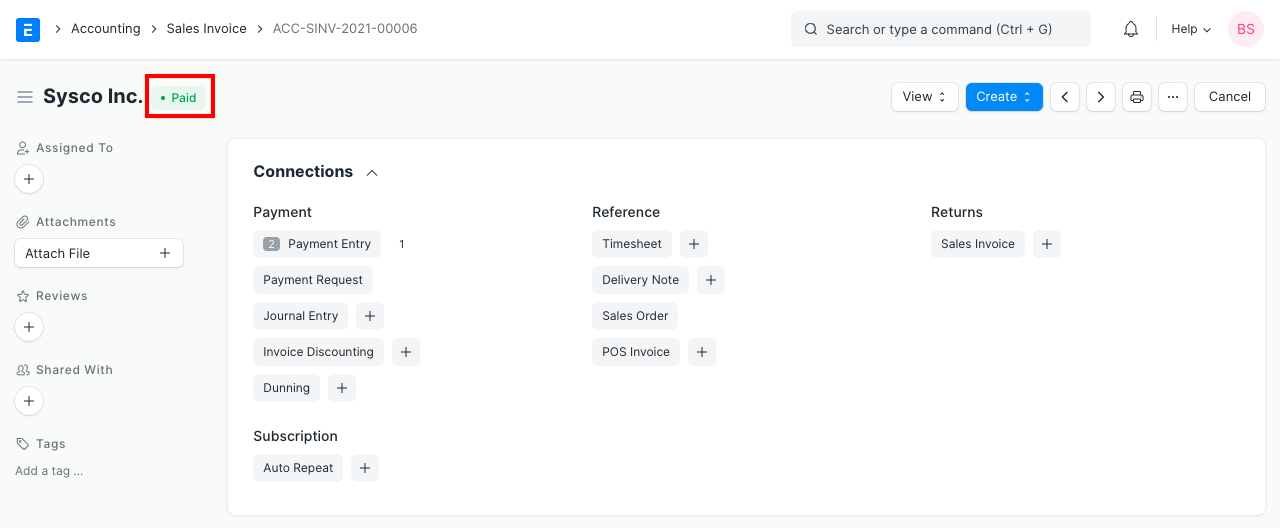 E Accounting Sales Invoice ACC-SINV-2021-00006 Search or type a command (Ctrl + G) Help BS
Sysco Inc. Paid View Create ... Cancel
Assigned To
Attachments
Attach File
Reviews
Shared With
Tags
Add a tag ...
Connections
Payment
2 Payment Entry 1
Payment Request
Journal Entry
Invoice Discounting
Dunning
Reference
Timesheet
Delivery Note
Sales Order
POS Invoice
Returns
Sales Invoice
Subscription
Auto Repeat